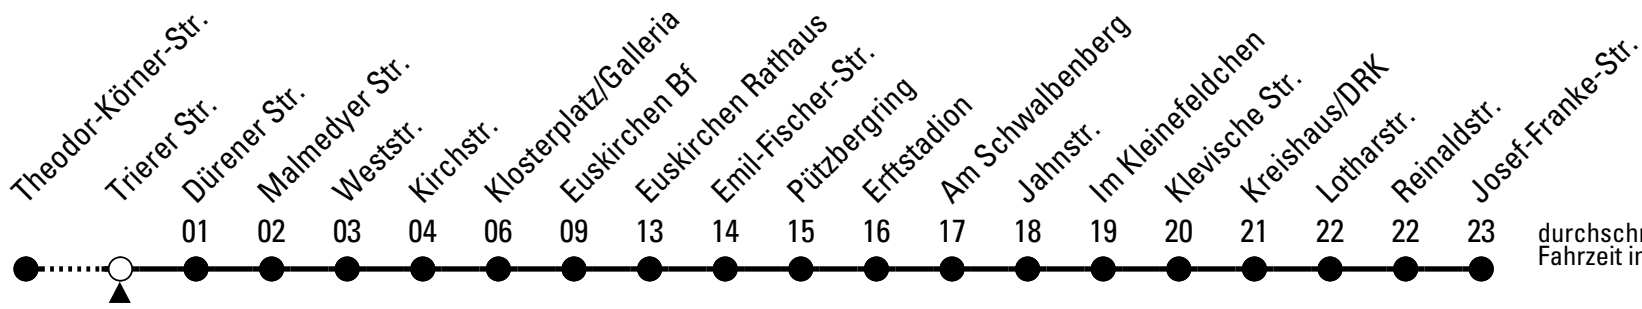 Theodor-Körner-Str.
Trierer Str.
Dürener Str.
Malmedyer Str.
Weststr.
Kirchstr.
Klosterplatz/Galleria
Euskirchen Bf
Euskirchen Rathaus
Emil-Fischer-Str.
Pützbergring
Erftstadion
Am Schwalbenberg
Jahnstr.
Im Kleinefeldchen
Klevische Str.
Kreishaus/DRK
Lotharstr.
Reinaldstr.
Josef-Franke-Str.
01 02 03 04 06 09 13 14 15 16 17 18 19 20 21 22 22 23
Fahrzeit